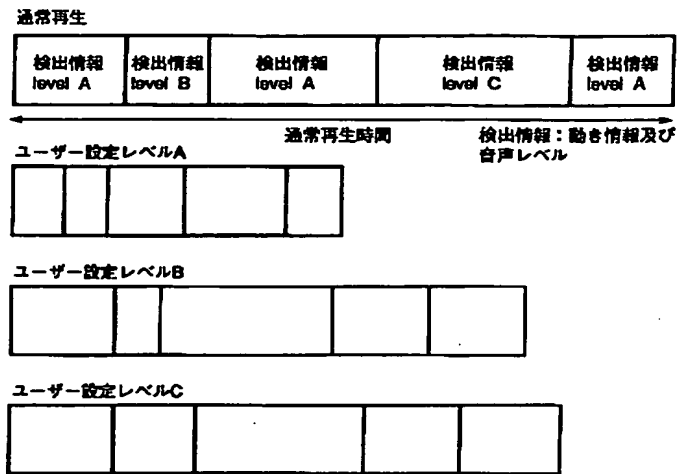 通常再生
検出情報 検出情報 検出情報 検出情報 検出情報
level A level B level A level C level A
通常再生時間 検出情報：動き情報及び
音声レベル
ユーザー設定レベルA
ユーザー設定レベルB
ユーザー設定レベルC